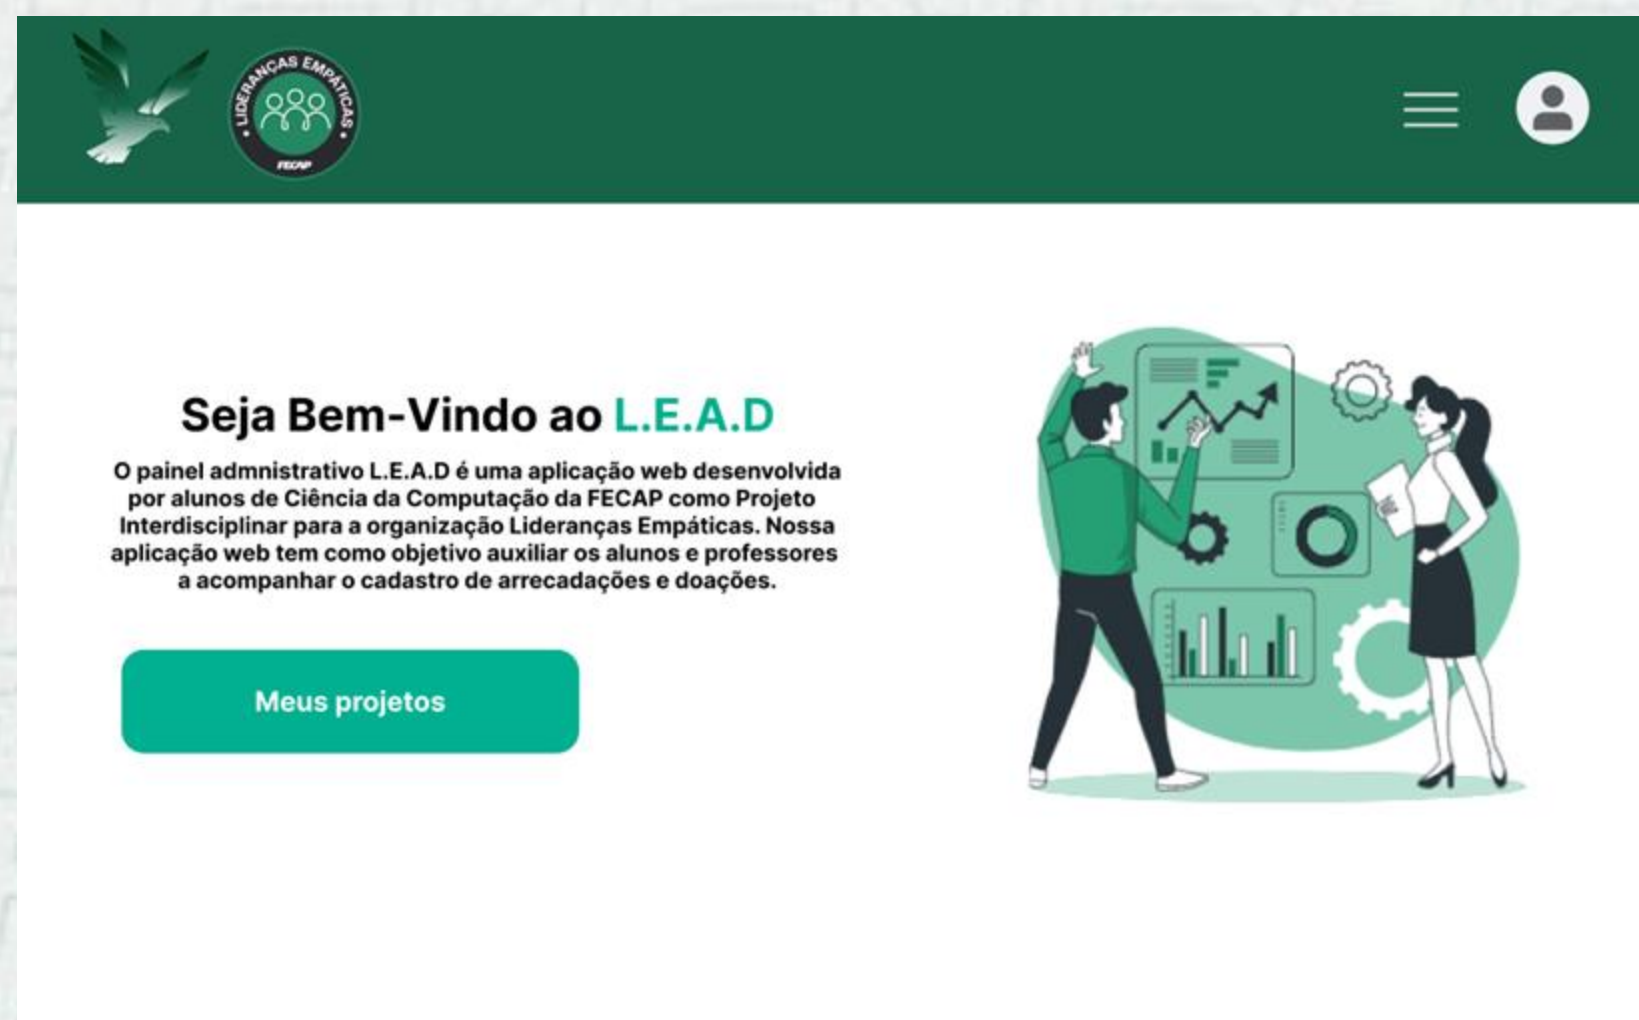 • LIDERANÇAS EMPÁTICAS •
FECAP
Seja Bem-Vindo ao L.E.A.D
O painel admnistrativo L.E.A.D é uma aplicação web desenvolvida
por alunos de Ciência da Computação da FECAP como Projeto
Interdisciplinar para a organização Lideranças Empáticas. Nossa
aplicação web tem como objetivo auxiliar os alunos e professores
a acompanhar o cadastro de arrecadações e doações.
Meus projetos